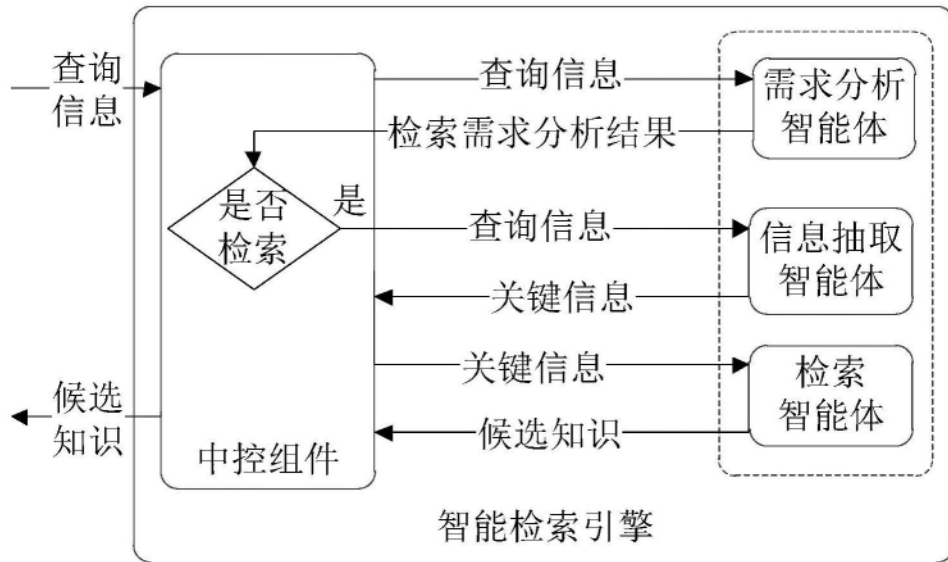 查询
信息
查询信息
需求分析
智能体
检索需求分析结果
是否
检索
是
查询信息
信息抽取
智能体
关键信息
关键信息
检索
智能体
候选知识
候选
知识
中控组件
智能检索引擎